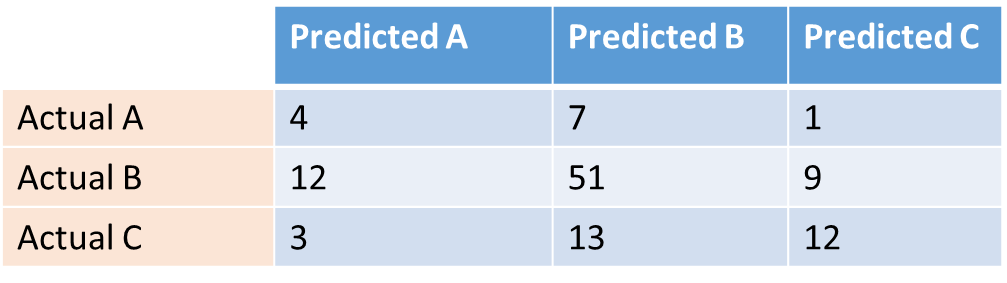 Predicted A Predicted B Predicted C
Actual A 4 7 1
Actual B 12 51 9
Actual C 3 13 12